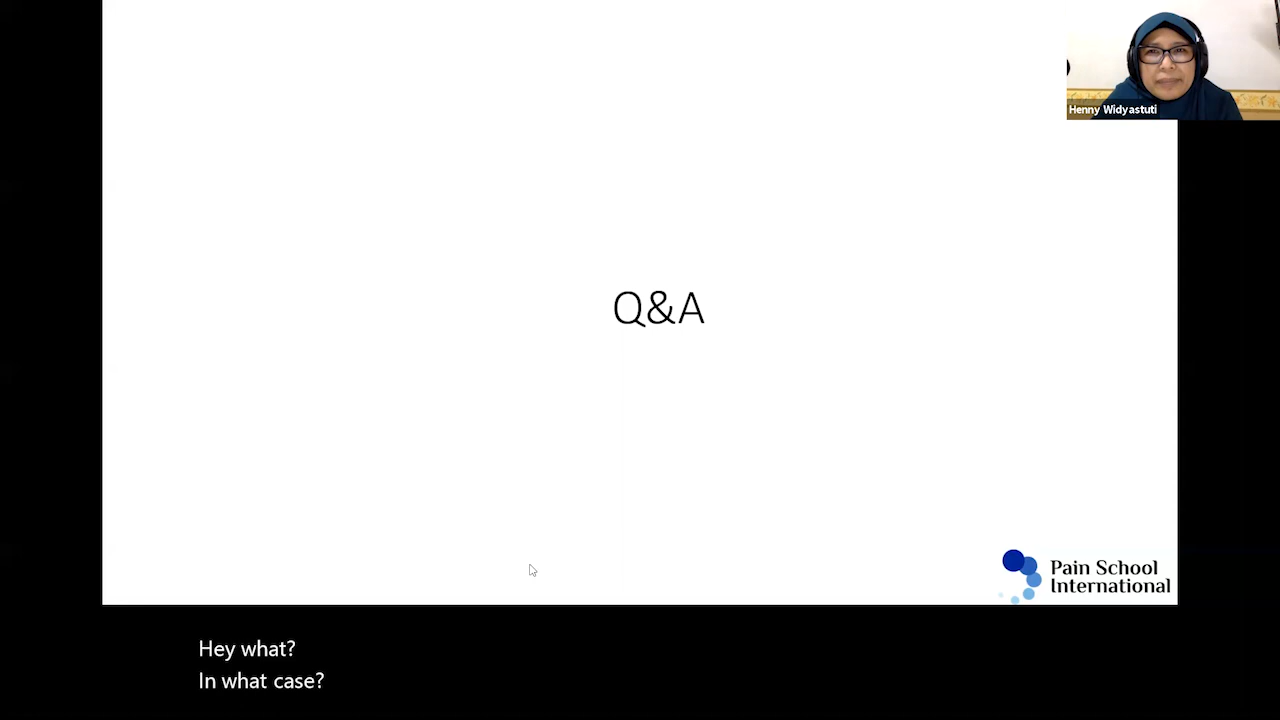 Henny Widyastuti
Q&A
Pain School
International
Hey what?
In what case?